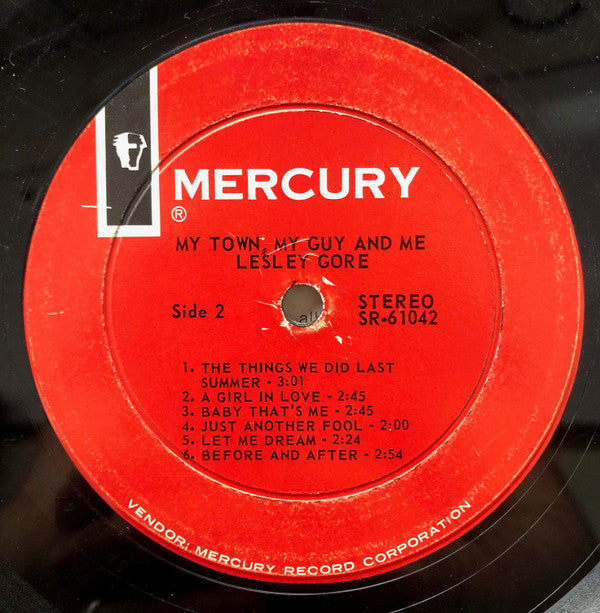 MERCURY
®
MY TOWN, MY GUY AND ME
LESLEY GORE
Side 2
STEREO
SR-61042
all
1. THE THINGS WE DID LAST
SUMMER - 3:01
2. A GIRL IN LOVE - 2:45
3. BABY THAT'S ME - 2:45
4. JUST ANOTHER FOOL - 2:00
5. LET ME DREAM - 2:24
6. BEFORE AND AFTER - 2:54
VENDOR: MERCURY RECORD CORPORATION